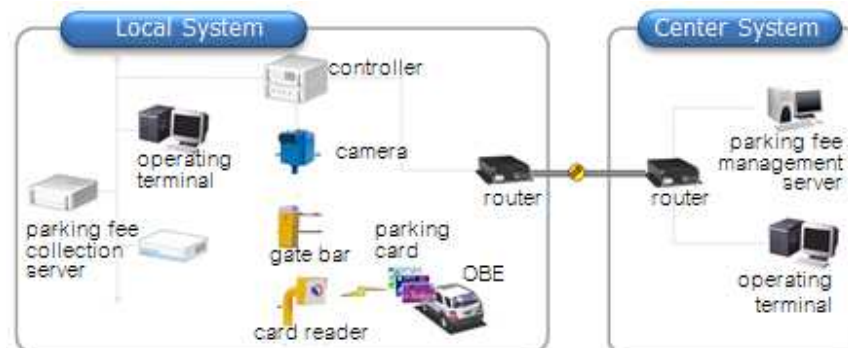 Local System
Center System
controller
operating
terminal
camera
router
router
parking fee
management
server
parking fee
collection
server
gate bar
parking
card
OBE
card reader
operating
terminal